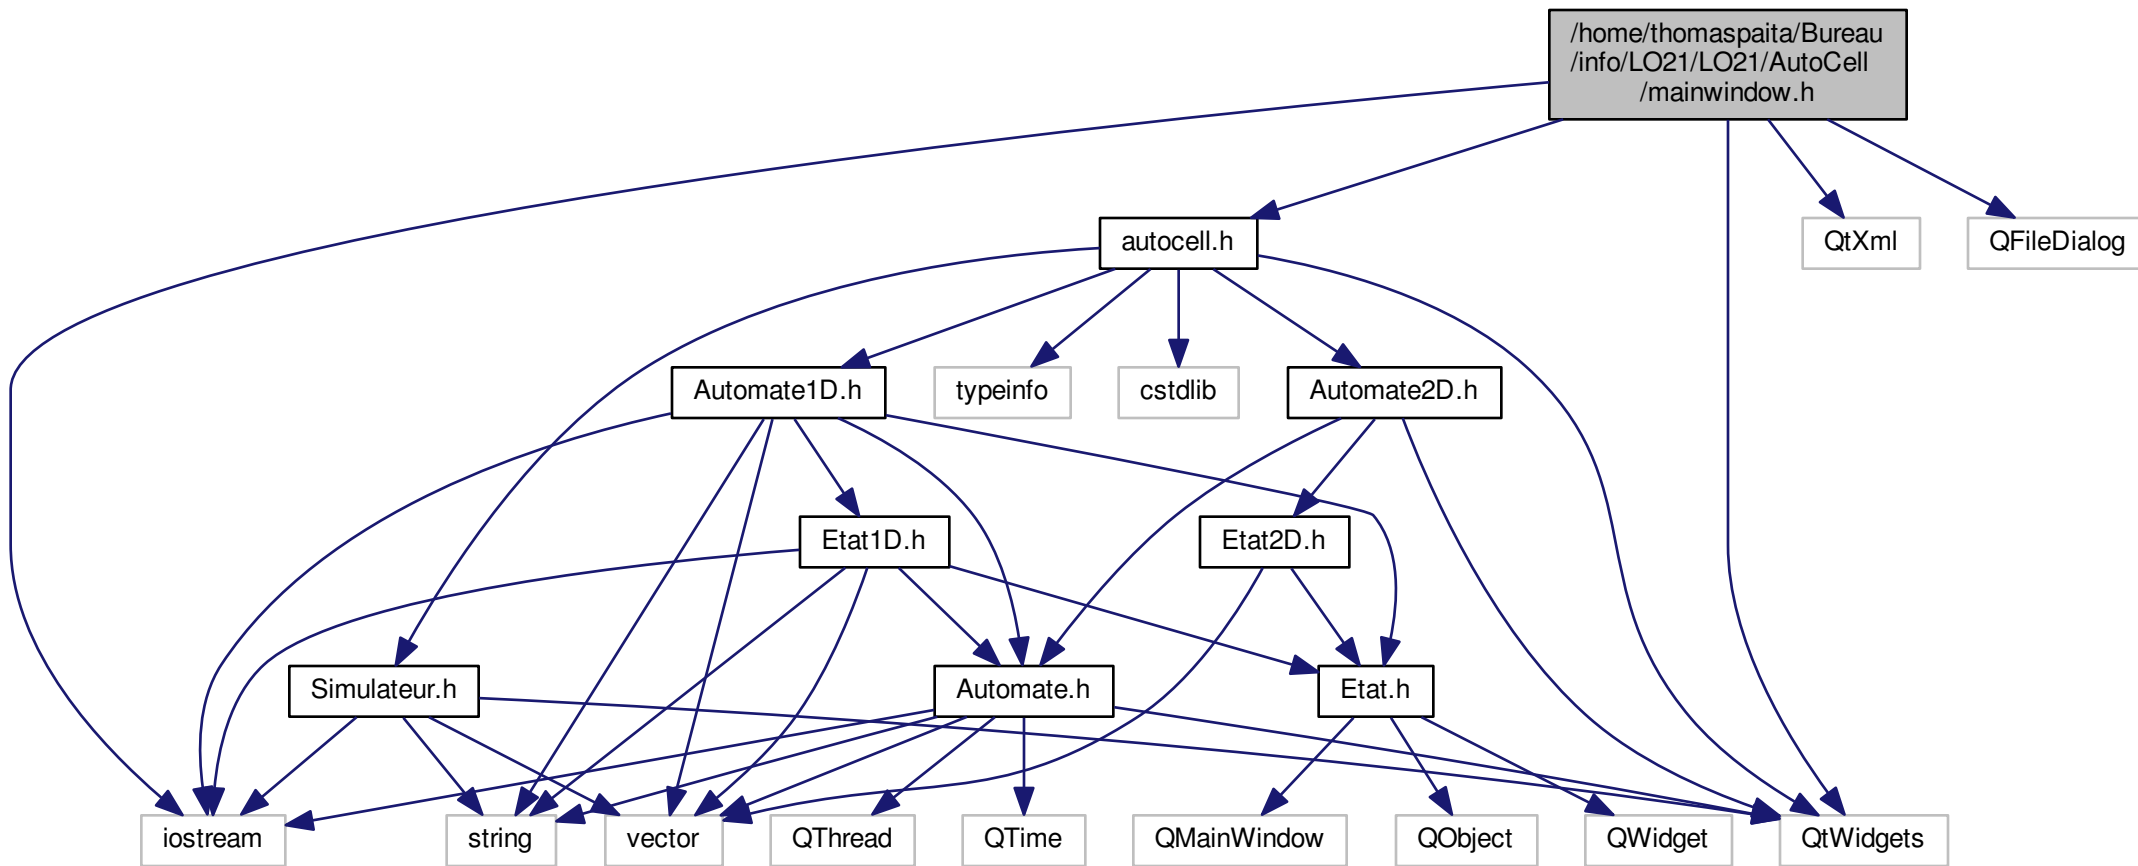 /home/thomaspaita/Bureau
/info/LO21/LO21/AutoCell
/mainwindow.h
autocell.h
QtXml
QFileDialog
Automate1D.h
typeinfo
cstdlib
Automate2D.h
Etat1D.h
Etat2D.h
Simulateur.h
Automate.h
Etat.h
iostream
string
vector
QThread
QTime
QMainWindow
QObject
QWidget
QtWidgets